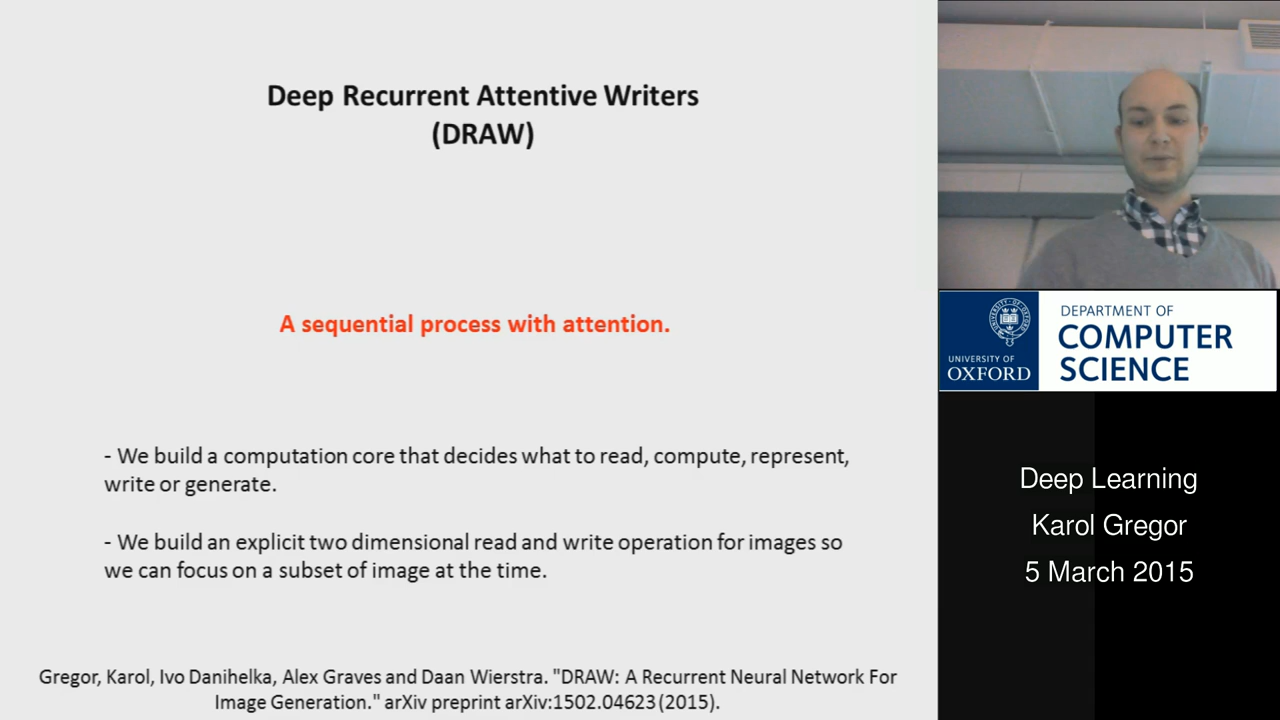 Deep Recurrent Attentive Writers
(DRAW)
A sequential process with attention.
- We build a computation core that decides what to read, compute, represent,
write or generate.
- We build an explicit two dimensional read and write operation for images so
we can focus on a subset of image at the time.
Gregor, Karol, Ivo Danihelka, Alex Graves and Daan Wierstra. "DRAW: A Recurrent Neural Network For
Image Generation." arXiv preprint arXiv:1502.04623 (2015).
UNIVERSITY OF
OXFORD
DEPARTMENT OF
COMPUTER
SCIENCE
Deep Learning
Karol Gregor
5 March 2015